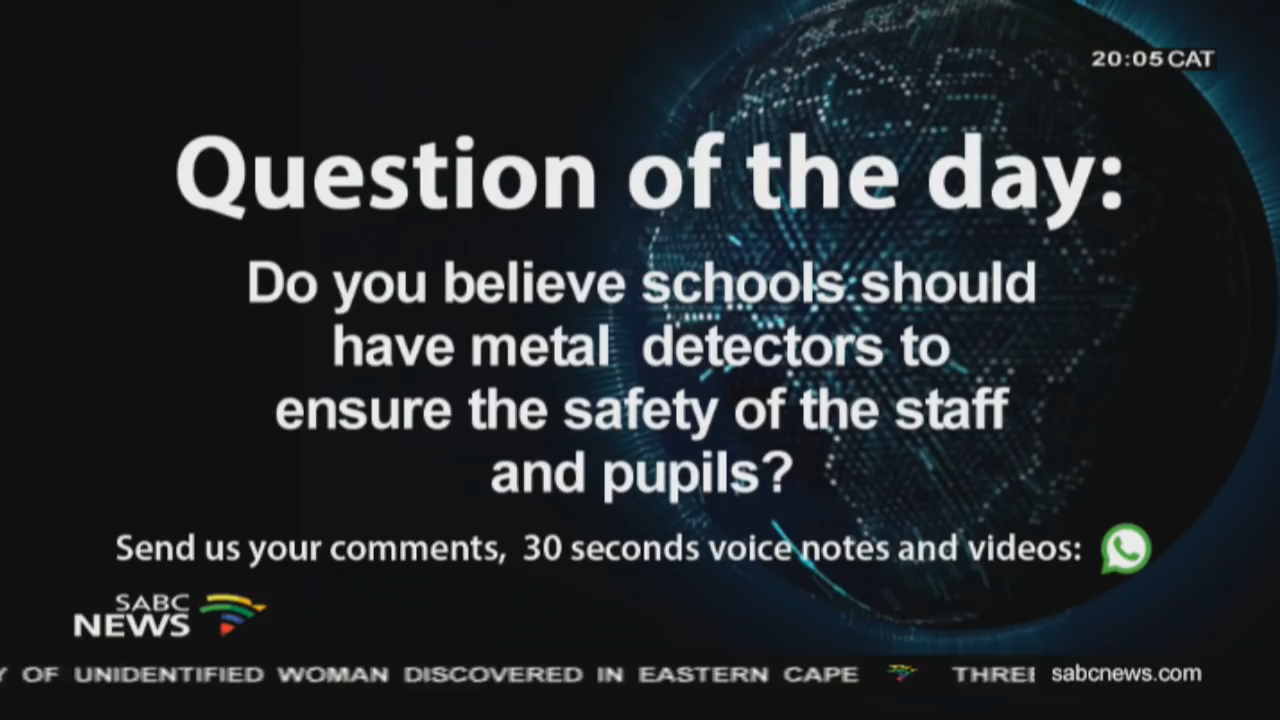 20:05 CAT
Question of the day:
Do you believe schools should
have metal detectors to
ensure the safety of the staff
and pupils?
Send us your comments, 30 seconds voice notes and videos:
SABC
NEWS
OF UNIDENTIFIED WOMAN DISCOVERED IN EASTERN CAPE THREE sabcnews.com